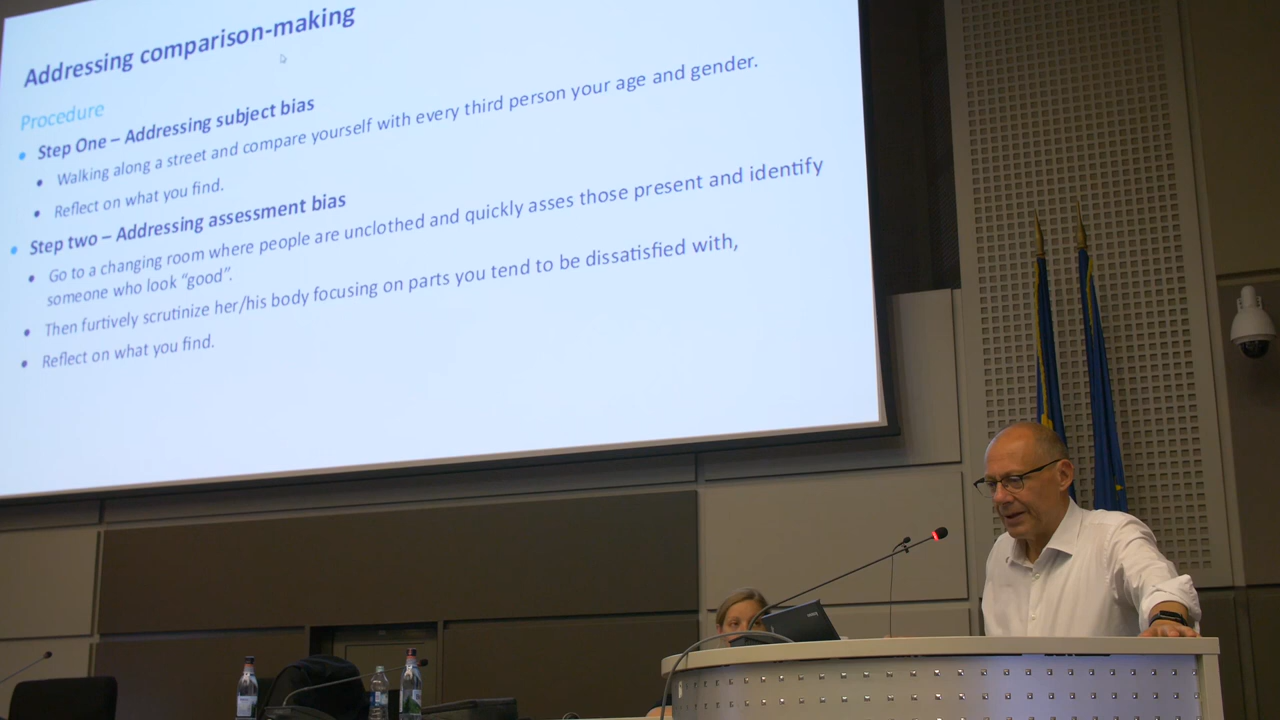 Addressing comparison-making
Procedure
• Step One – Addressing subject bias
• Walking along a street and compare yourself with every third person your age and gender.
• Reflect on what you find.
• Step two – Addressing assessment bias
• Go to a changing room where people are unclothed and quickly asses those present and identify
someone who look “good”.
• Then furtively scrutinize her/his body focusing on parts you tend to be dissatisfied with,
• Reflect on what you find.